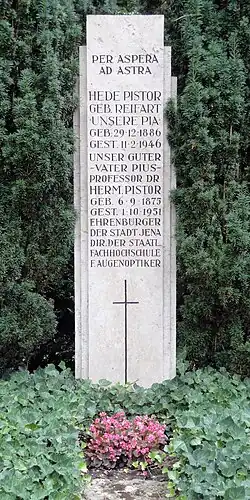 PER ASPERA
AD ASTRA
HEDE PISTOR
GEB. REIFART
UNSERE PIA
GEB. 29·12·1886
GEST. 11·2·1946
UNSER GUTER
-VATER PIUS-
PROFESSOR DR
HERM. PISTOR
GEB. 6·9·1875
GEST. 1·10·1951
EHRENBÜRGER
DER STADT JENA
DIR. DER STAATL.
FACHHOCHSCHULE
F. AUGENOPTIKER